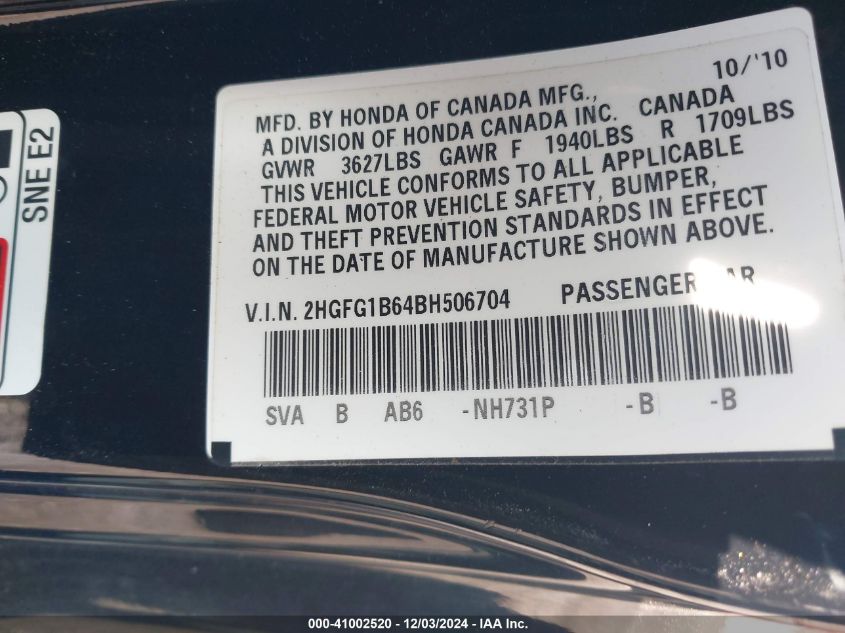 SNE E2
10/'10
MFD. BY HONDA OF CANADA MFG.,
A DIVISION OF HONDA CANADA INC. CANADA
GVWR 3627LBS GAWR F 1940LBS R 1709LBS
THIS VEHICLE CONFORMS TO ALL APPLICABLE
FEDERAL MOTOR VEHICLE SAFETY, BUMPER,
AND THEFT PREVENTION STANDARDS IN EFFECT
ON THE DATE OF MANUFACTURE SHOWN ABOVE.
V.I.N. 2HGFG1B64BH506704 PASSENGER
SVA B AB6 -NH731P -B -B
000-41002520 - 12/03/2024 - IAA Inc.